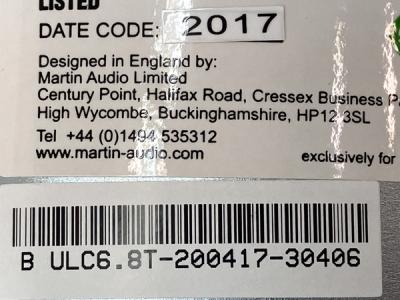 LISTED
DATE CODE: 2017
Designed in England by:
Martin Audio Limited
Century Point, Halifax Road, Cressex Business
High Wycombe, Buckinghamshire, HP12 3SL
Tel +44 (0)1494 535312
www.martin-audio.com exclusively for
B ULC6.8T-200417-30406